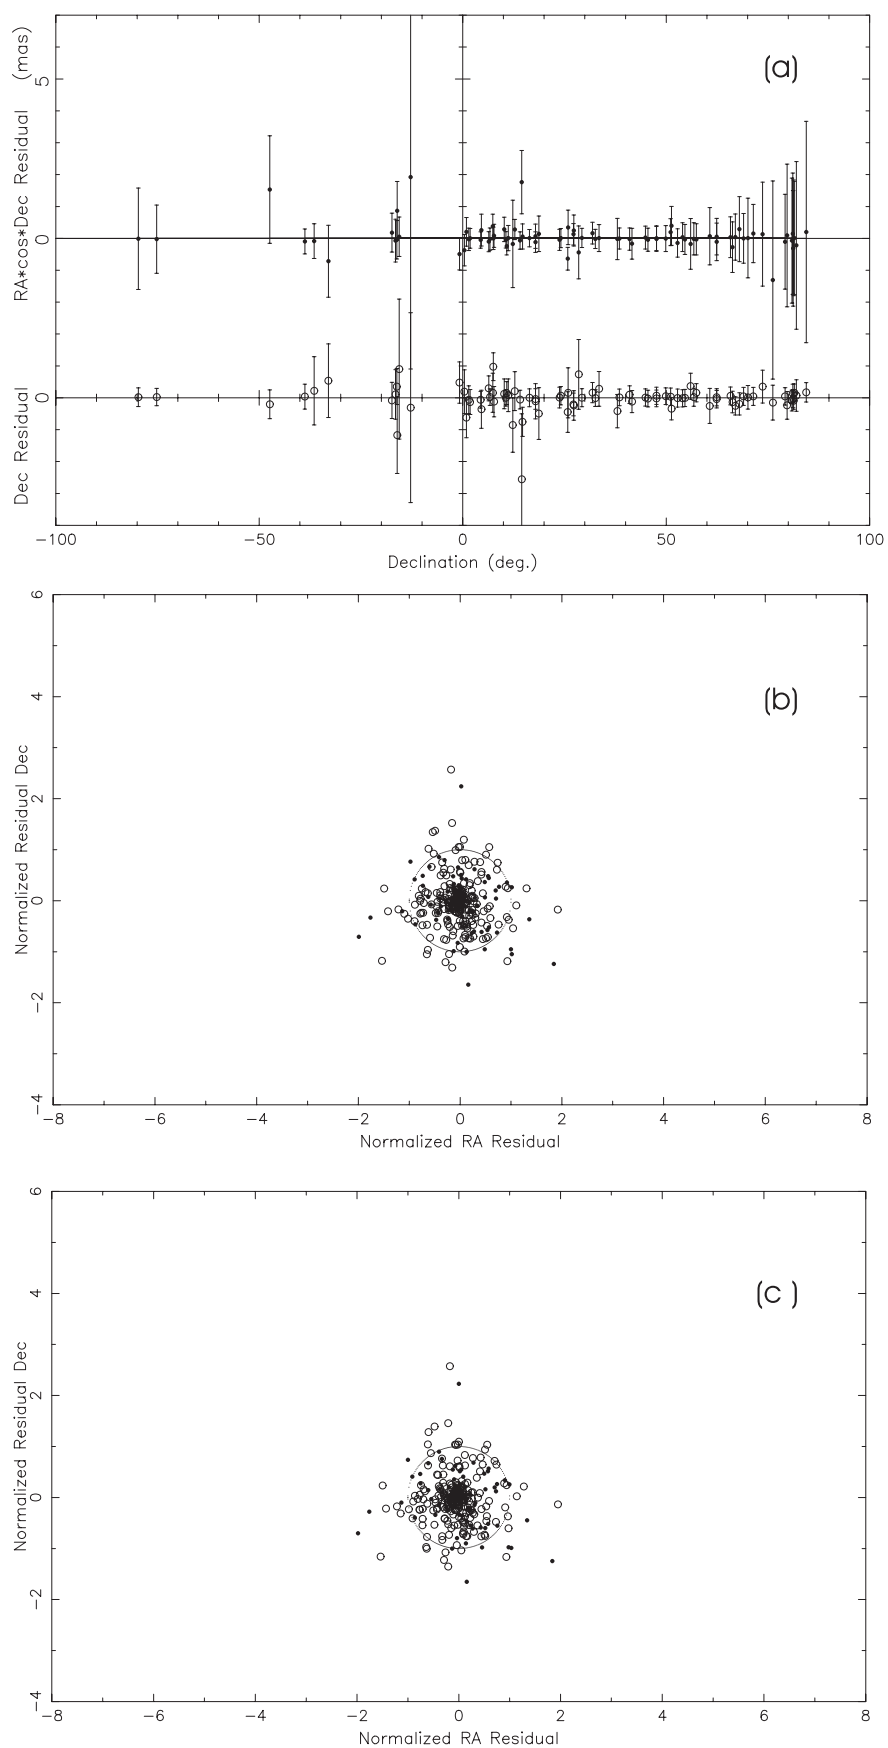 (a)
RA*cos*Dec Residual (mas)
5
0
Dec Residual
0
−100 −50 0 50 100
Declination (deg.)
6
(b)
4
Normalized Residual Dec
2
0
−2
−4
−8 −6 −4 −2 0 2 4 6 8
Normalized RA Residual
6
(c )
4
Normalized Residual Dec
2
0
−2
−4
−8 −6 −4 −2 0 2 4 6 8
Normalized RA Residual